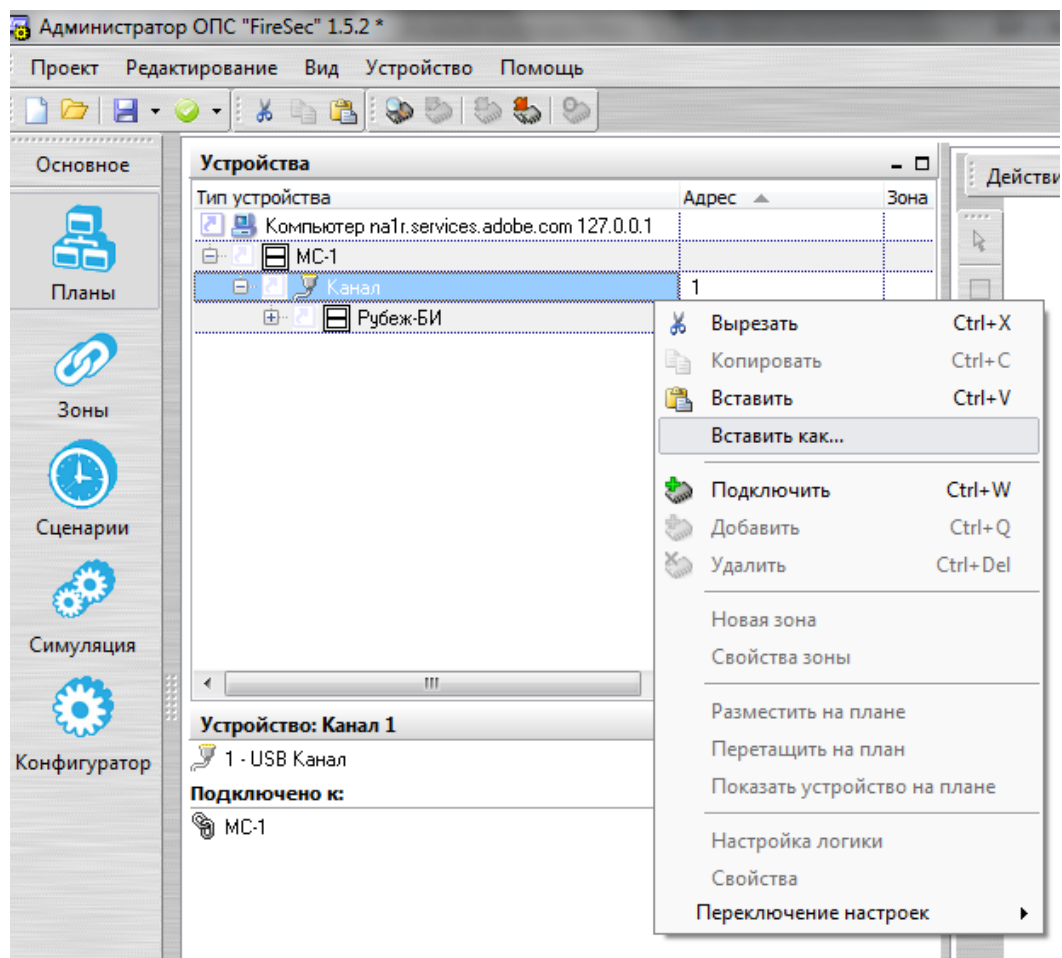 Администратор ОПС "FireSec" 1.5.2 *
Проект Редактирование Вид Устройство Помощь
Основное
Планы
Зоны
Сценарии
Симуляция
Конфигуратор
Устройства
Тип устройства Адрес Зона
Компьютер na1r.services.adobe.com 127.0.0.1
МС-1
Канал 1
Рубеж-БИ
Действи
Вырезать Ctrl+X
Копировать Ctrl+C
Вставить Ctrl+V
Вставить как...
Подключить Ctrl+W
Добавить Ctrl+Q
Удалить Ctrl+Del
Новая зона
Свойства зоны
Разместить на плане
Перетащить на план
Показать устройство на плане
Настройка логики
Свойства
Переключение настроек
Устройство: Канал 1
1 - USB Канал
Подключено к:
МС-1